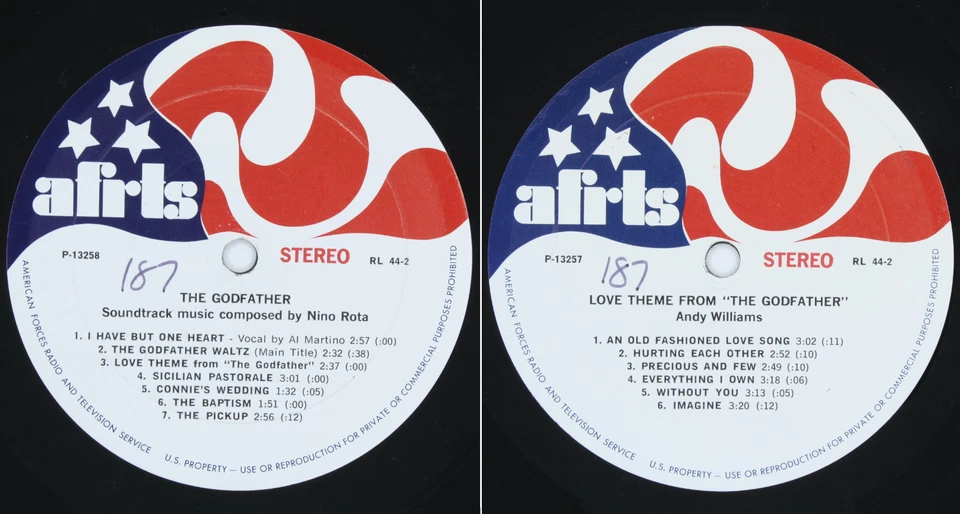 afrts
P-13258
187
STEREO
RL 44-2
THE GODFATHER
Soundtrack music composed by Nino Rota
1. I HAVE BUT ONE HEART - Vocal by Al Martino 2:57 (:00)
2. THE GODFATHER WALTZ (Main Title) 2:32 (:38)
3. LOVE THEME from "The Godfather" 2:37 (:00)
4. SICILIAN PASTORALE 3:01 (:00)
5. CONNIE'S WEDDING 1:32 (:05)
6. THE BAPTISM 1:51 (:00)
7. THE PICKUP 2:56 (:12)
AMERICAN FORCES RADIO AND TELEVISION SERVICE
U.S. PROPERTY — USE OR REPRODUCTION FOR PRIVATE OR COMMERCIAL PURPOSES PROHIBITED
afrts
P-13257
187
STEREO
RL 44-2
LOVE THEME FROM "THE GODFATHER"
Andy Williams
1. AN OLD FASHIONED LOVE SONG 3:02 (:11)
2. HURTING EACH OTHER 2:52 (:10)
3. PRECIOUS AND FEW 2:49 (:10)
4. EVERYTHING I OWN 3:18 (:06)
5. WITHOUT YOU 3:13 (:05)
6. IMAGINE 3:20 (:12)
AMERICAN FORCES RADIO AND TELEVISION SERVICE
U.S. PROPERTY — USE OR REPRODUCTION FOR PRIVATE OR COMMERCIAL PURPOSES PROHIBITED